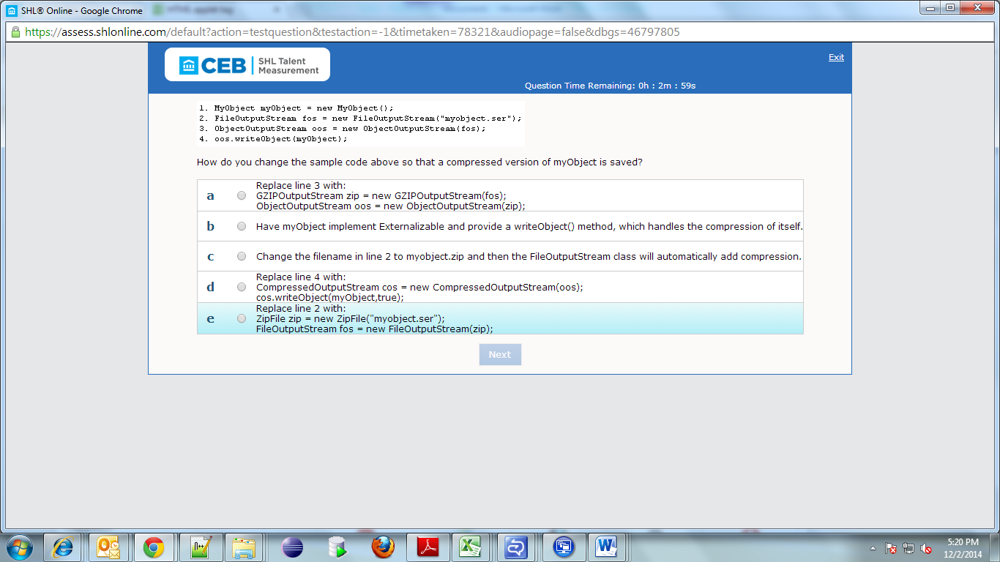 SHL® Online - Google Chrome
https://assess.shlonline.com/default?action=testquestion&testaction=-1&timetaken=78321&audiopage=false&dbgs=46797805
CEB SHL Talent
Measurement
Exit
Question Time Remaining: 0h : 2m : 59s
1. MyObject myObject = new MyObject();
2. FileOutputStream fos = new FileOutputStream("myobject.ser");
3. ObjectOutputStream oos = new ObjectOutputStream(fos);
4. oos.writeObject(myObject);
How do you change the sample code above so that a compressed version of myObject is saved?
a
Replace line 3 with:
GZIPOutputStream zip = new GZIPOutputStream(fos);
ObjectOutputStream oos = new ObjectOutputStream(zip);
b
Have myObject implement Externalizable and provide a writeObject() method, which handles the compression of itself.
c
Change the filename in line 2 to myobject.zip and then the FileOutputStream class will automatically add compression.
d
Replace line 4 with:
CompressedOutputStream cos = new CompressedOutputStream(oos);
cos.writeObject(myObject,true);
e
Replace line 2 with:
ZipFile zip = new ZipFile("myobject.ser");
FileOutputStream fos = new FileOutputStream(zip);
Next
5:20 PM
12/2/2014